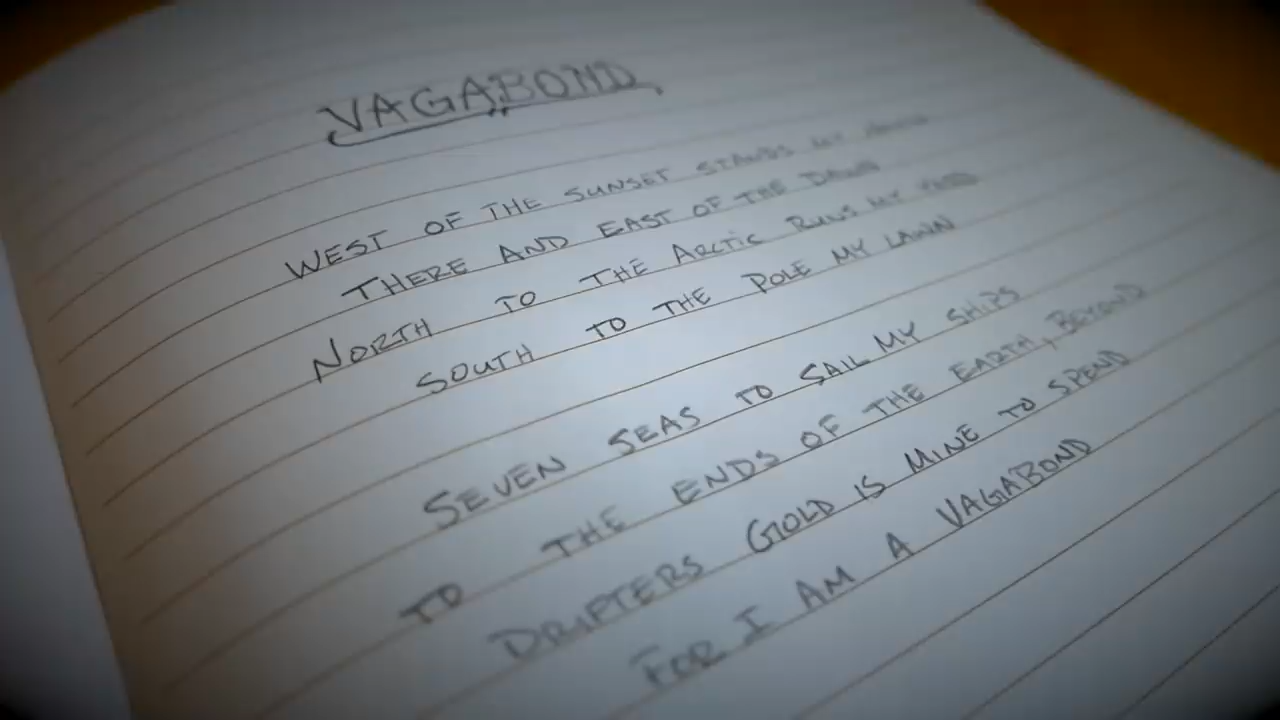 VAGABOND
WEST OF THE SUNSET STANDS MY
THERE AND EAST OF THE DAWN
NORTH TO THE ARCTIC RUNS MY YARD
SOUTH TO THE POLE MY LAWN
SEVEN SEAS TO SAIL MY SHIPS
TO THE ENDS OF THE EARTH, BEYOND
DRIFTERS GOLD IS MINE TO SPEND
FOR I AM A VAGABOND